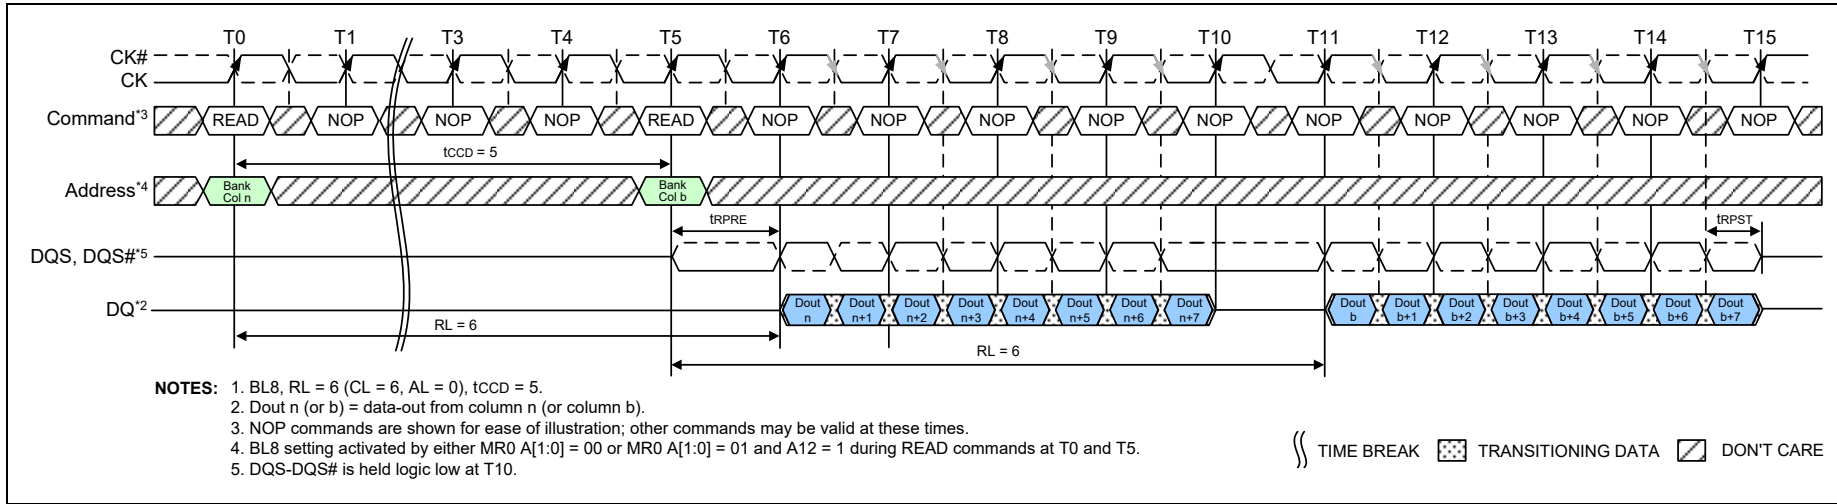 T0 T1 T3 T4 T5 T6 T7 T8 T9 T10 T11 T12 T13 T14 T15
CK#
CK
Command*3 READ NOP NOP NOP READ NOP NOP NOP NOP NOP NOP NOP NOP NOP NOP
tCCD = 5
Address*4 Bank Col n Bank Col b
tRPRE tRPST
DQS, DQS#*5
DQ*2 Dout n Dout n+1 Dout n+2 Dout n+3 Dout n+4 Dout n+5 Dout n+6 Dout n+7 Dout b Dout b+1 Dout b+2 Dout b+3 Dout b+4 Dout b+5 Dout b+6 Dout b+7
RL = 6
RL = 6
NOTES: 1. BL8, RL = 6 (CL = 6, AL = 0), tCCD = 5.
2. Dout n (or b) = data-out from column n (or column b).
3. NOP commands are shown for ease of illustration; other commands may be valid at these times.
4. BL8 setting activated by either MR0 A[1:0] = 00 or MR0 A[1:0] = 01 and A12 = 1 during READ commands at T0 and T5.
5. DQS-DQS# is held logic low at T10.
TIME BREAK TRANSITIONING DATA DON'T CARE